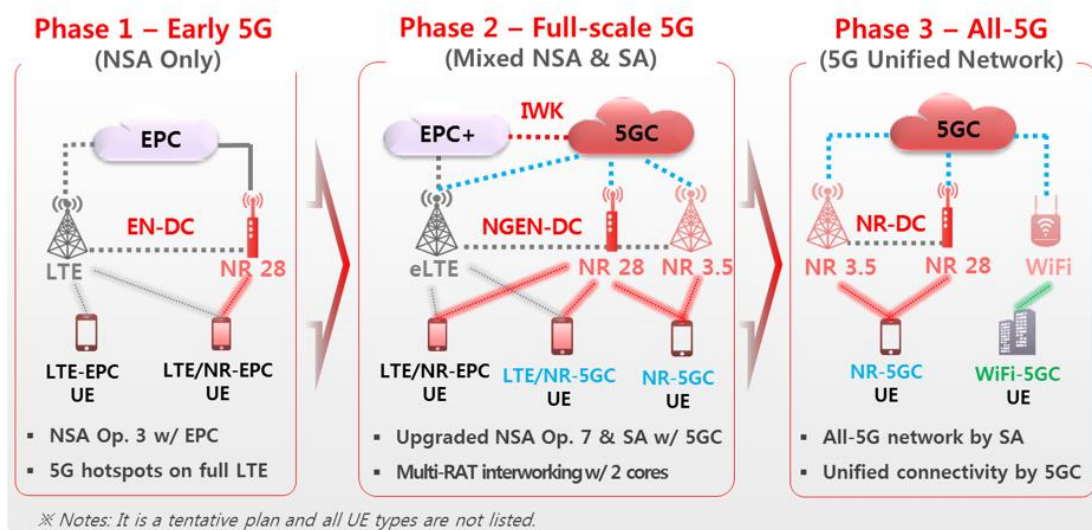 Phase 1 – Early 5G
(NSA Only)
EPC
EN-DC
LTE
NR 28
LTE-EPC
UE
LTE/NR-EPC
UE
▪ NSA Op. 3 w/ EPC
▪ 5G hotspots on full LTE
Phase 2 – Full-scale 5G
(Mixed NSA & SA)
IWK
EPC+
5GC
NGEN-DC
eLTE
NR 28
NR 3.5
LTE/NR-EPC
UE
LTE/NR-5GC
UE
NR-5GC
UE
▪ Upgraded NSA Op. 7 & SA w/ 5GC
▪ Multi-RAT interworking w/ 2 cores
Phase 3 – All-5G
(5G Unified Network)
5GC
NR-DC
NR 3.5
NR 28
WiFi
NR-5GC
UE
WiFi-5GC
UE
▪ All-5G network by SA
▪ Unified connectivity by 5GC
※ Notes: It is a tentative plan and all UE types are not listed.